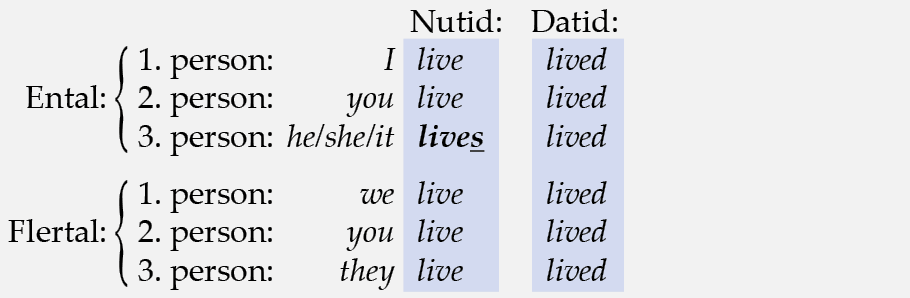 Nutid: Datid:
1. person: I live lived
Ental: 2. person: you live lived
3. person: he/she/it lives lived
1. person: we live lived
Flertal: 2. person: you live lived
3. person: they live lived